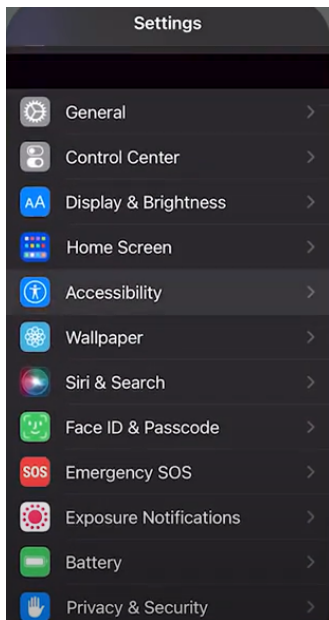 Settings
General
Control Center
AA Display & Brightness
Home Screen
Accessibility
Wallpaper
Siri & Search
Face ID & Passcode
SOS Emergency SOS
Exposure Notifications
Battery
Privacy & Security